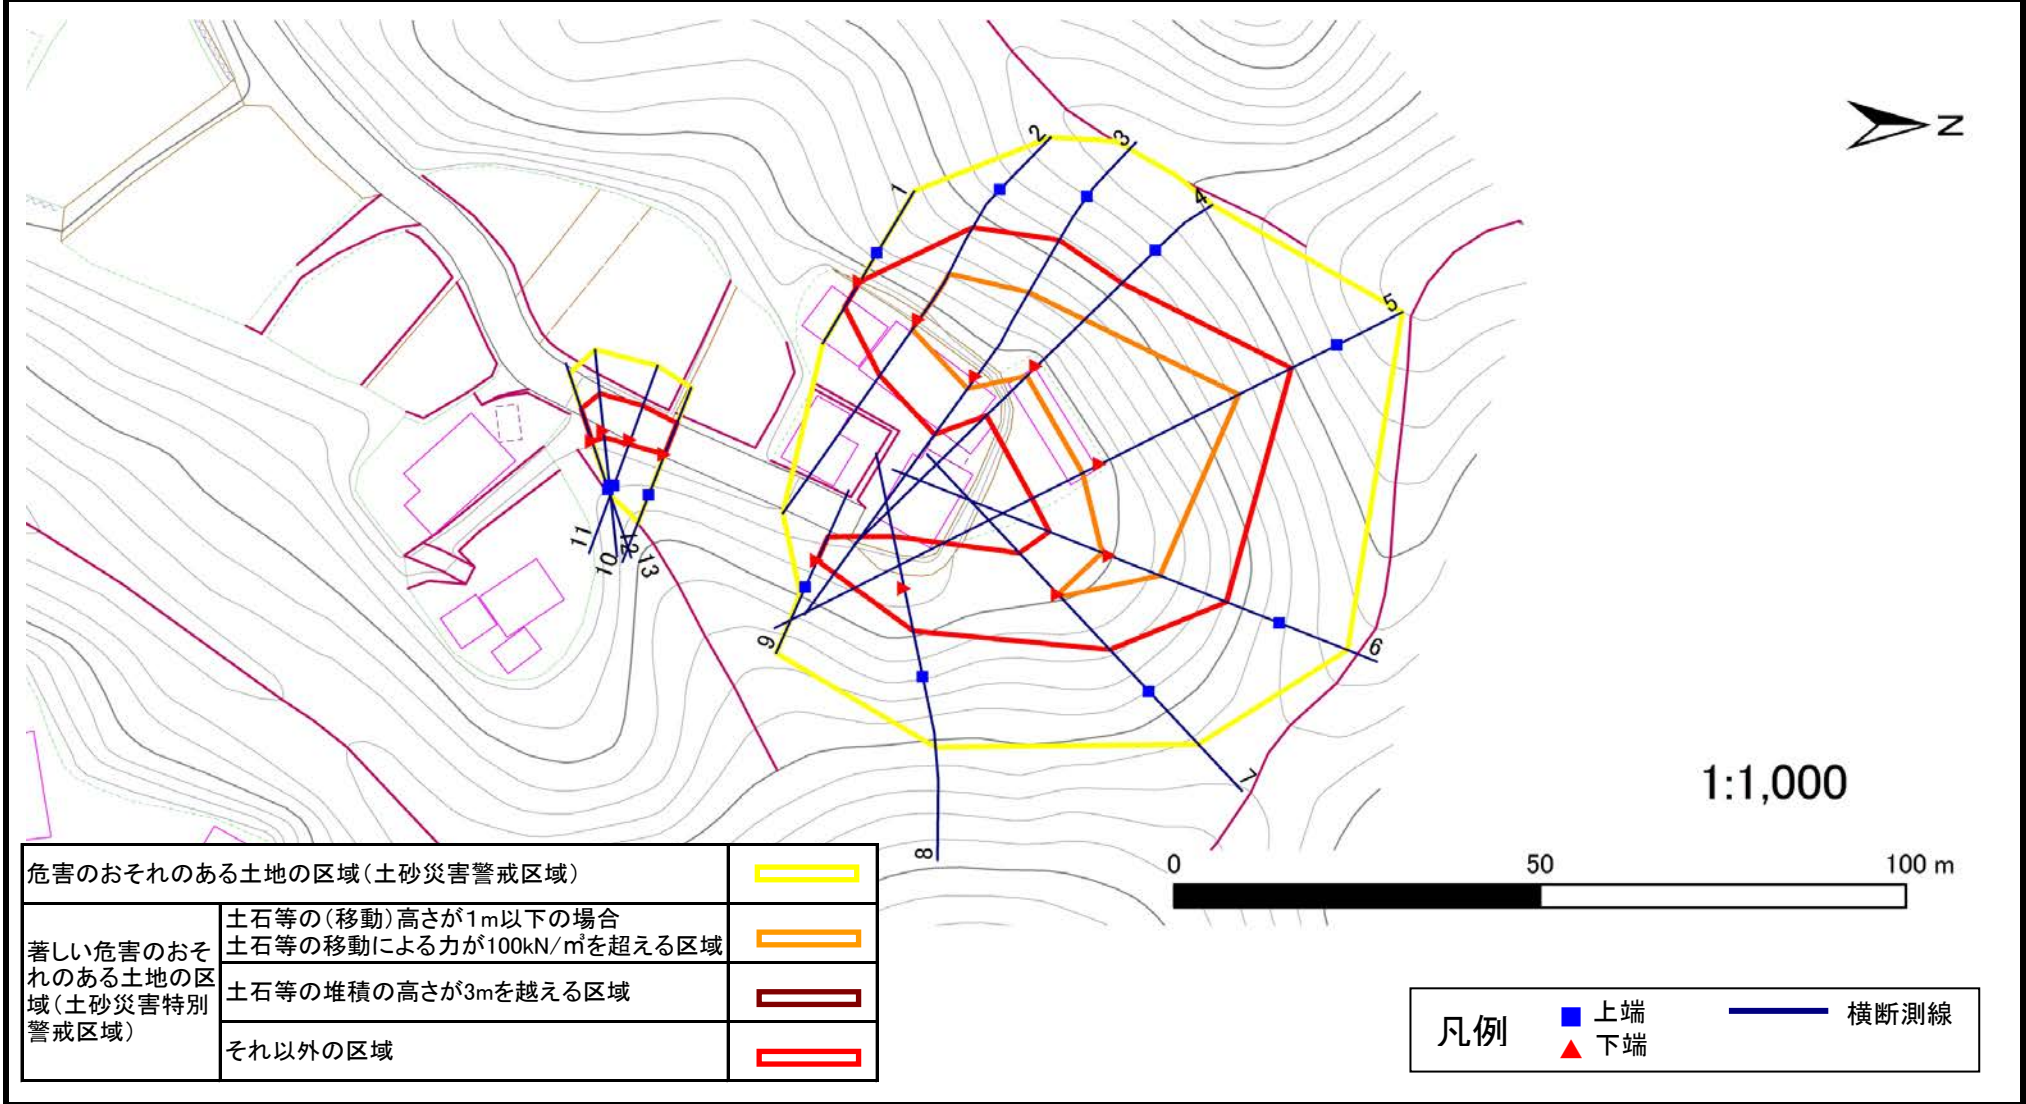 N
1
2
3
4
5
6
7
8
9
10
11
12
13
1:1,000
0 50 100 m
危害のおそれのある土地の区域(土砂災害警戒区域)
著しい危害のおそ
れのある土地の区
域(土砂災害特別
警戒区域)
土石等の(移動)高さが1m以下の場合
土石等の移動による力が100kN/㎡を超える区域
土石等の堆積の高さが3mを越える区域
それ以外の区域
凡例
上端
下端
横断測線